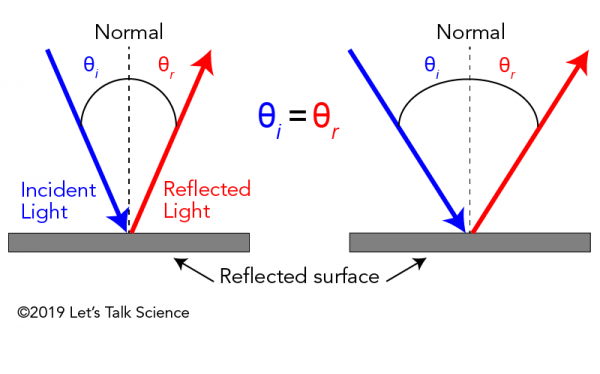 Normal
Normal
θi
θr
θi
θr
θi = θr
Incident
Light
Reflected
Light
Reflected surface
©2019 Let's Talk Science